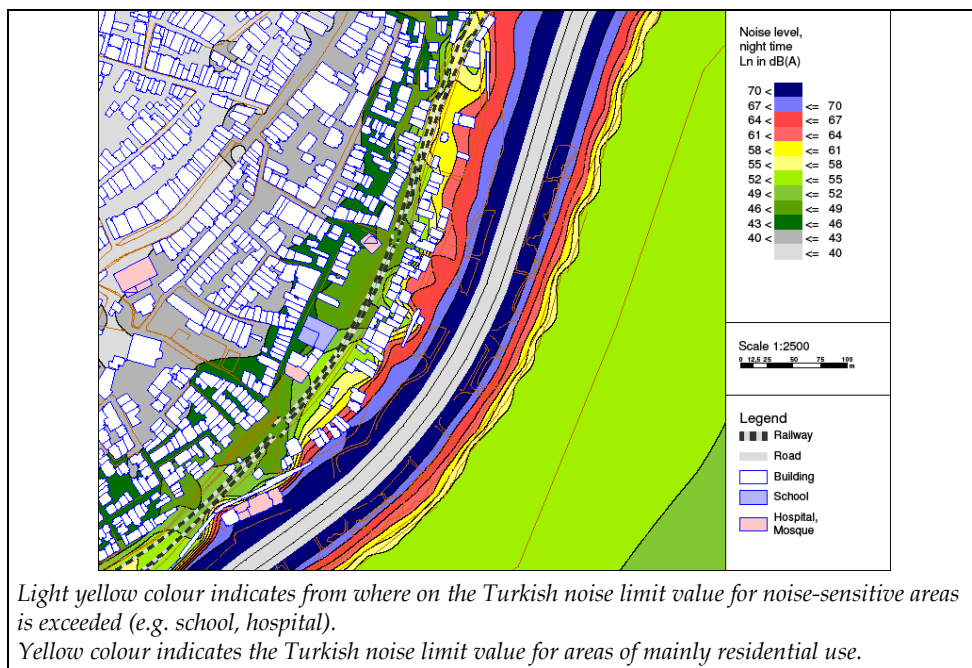 Noise level,
night time
Ln in dB(A)
70 <
67 < <= 70
64 < <= 67
61 < <= 64
58 < <= 61
55 < <= 58
52 < <= 55
49 < <= 52
46 < <= 49
43 < <= 46
40 < <= 43
<= 40
Scale 1:2500
0 12,5 25 50 75 100
m
Legend
Railway
Road
Building
School
Hospital,
Mosque
Light yellow colour indicates from where on the Turkish noise limit value for noise-sensitive areas
is exceeded (e.g. school, hospital).
Yellow colour indicates the Turkish noise limit value for areas of mainly residential use.